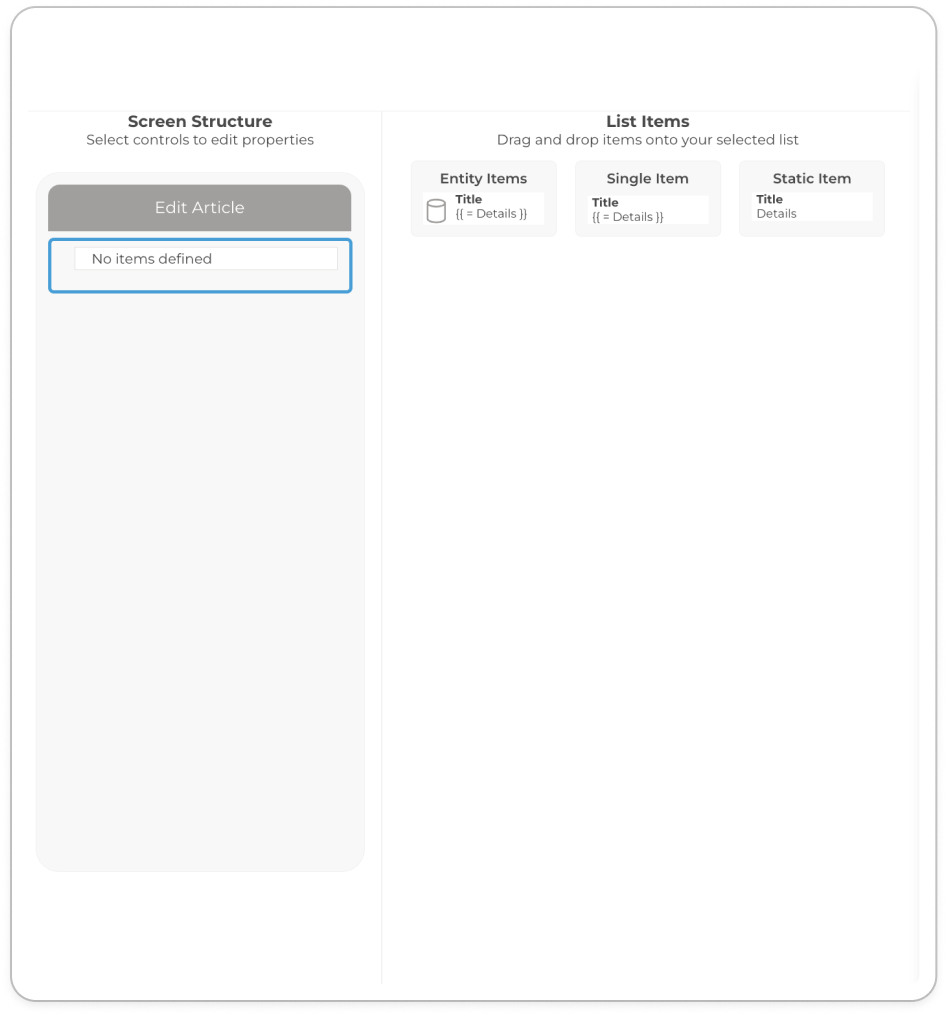 Screen Structure
Select controls to edit properties
Edit Article
No items defined
List Items
Drag and drop items onto your selected list
Entity Items
Title
{{ = Details }}
Single Item
Title
{{ = Details }}
Static Item
Title
Details